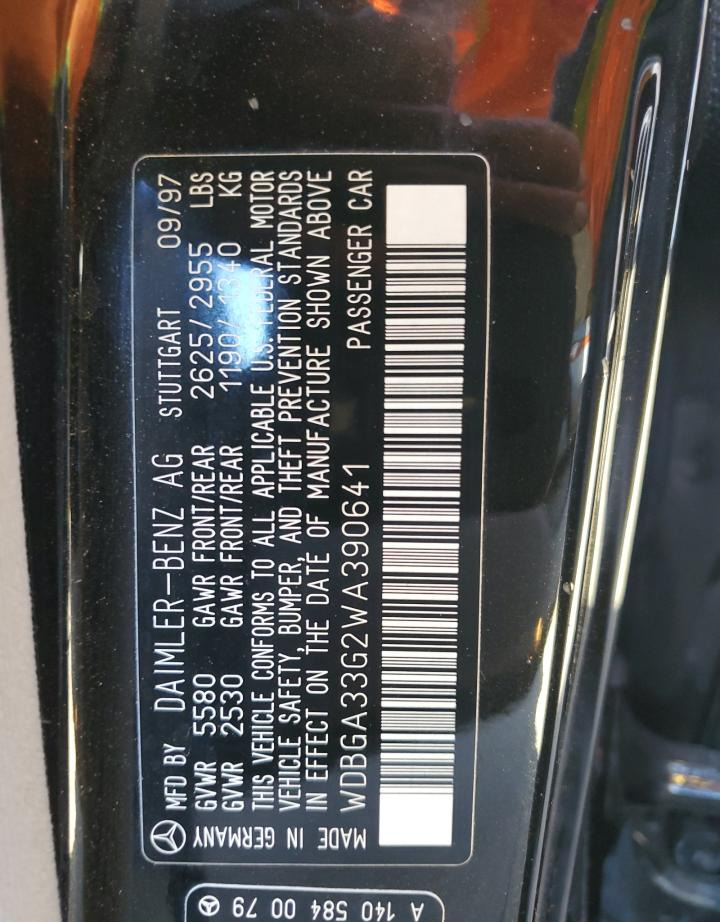 MFD BY DAIMLER-BENZ AG STUTTGART 09/97
GVWR 5580 GAWR FRONT/REAR 2625/2955 LBS
GVWR 2530 GAWR FRONT/REAR 1190/1340 KG
THIS VEHICLE CONFORMS TO ALL APPLICABLE U.S. FEDERAL MOTOR
VEHICLE SAFETY, BUMPER, AND THEFT PREVENTION STANDARDS
IN EFFECT ON THE DATE OF MANUFACTURE SHOWN ABOVE
WDBGA33G2WA390641 PASSENGER CAR
MADE IN GERMANY
A 140 584 00 79